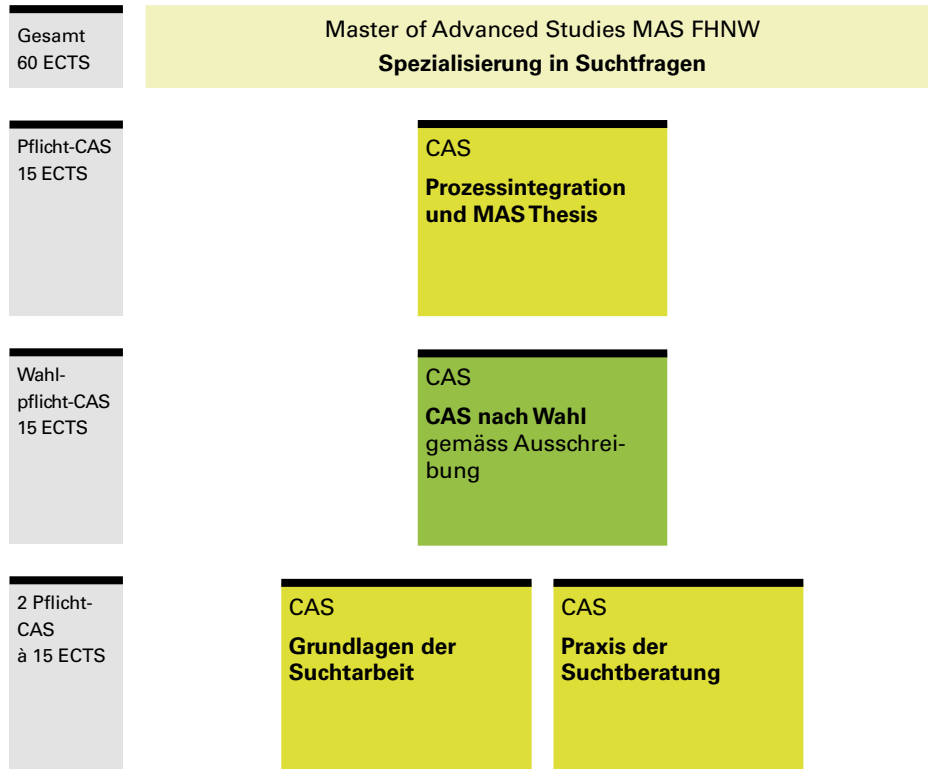 Gesamt
60 ECTS
Master of Advanced Studies MAS FHNW
Spezialisierung in Suchtfragen
Pflicht-CAS
15 ECTS
CAS
Prozessintegration
und MAS Thesis
Wahl-
pflicht-CAS
15 ECTS
CAS
CAS nach Wahl
gemäss Ausschrei-
bung
2 Pflicht-
CAS
à 15 ECTS
CAS
Grundlagen der
Suchtarbeit
CAS
Praxis der
Suchtberatung